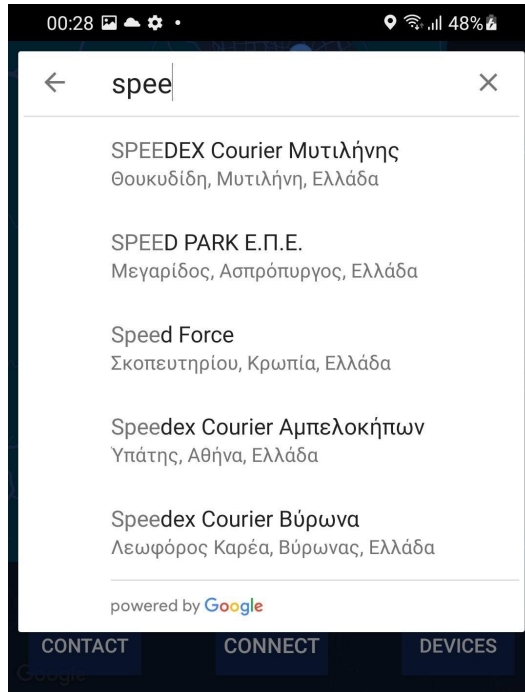 00:28
48%
spee
SPEEDEX Courier Μυτιλήνης
Θουκυδίδη, Μυτιλήνη, Ελλάδα
SPEED PARK Ε.Π.Ε.
Μεγαρίδος, Ασπρόπυργος, Ελλάδα
Speed Force
Σκοπευτηρίου, Κρωπία, Ελλάδα
Speedex Courier Αμπελοκήπων
Ύπάτης, Αθήνα, Ελλάδα
Speedex Courier Βύρωνα
Λεωφόρος Καρέα, Βύρωνας, Ελλάδα
powered by Google
CONTACT
CONNECT
DEVICES
Google